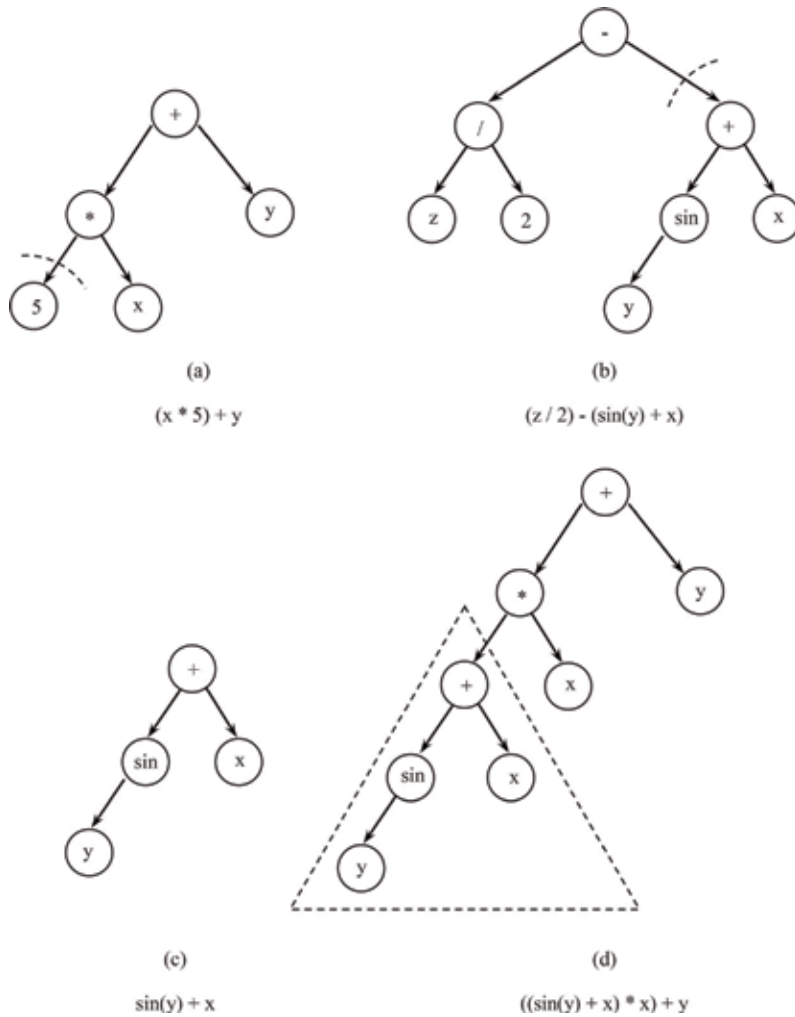 -
+
/
+
*
y
z
2
sin
x
5
x
y
(a)
(b)
(x * 5) + y
(z / 2) - (sin(y) + x)
+
*
y
+
+
x
sin
x
sin
x
y
y
(c)
(d)
sin(y) + x
((sin(y) + x) * x) + y